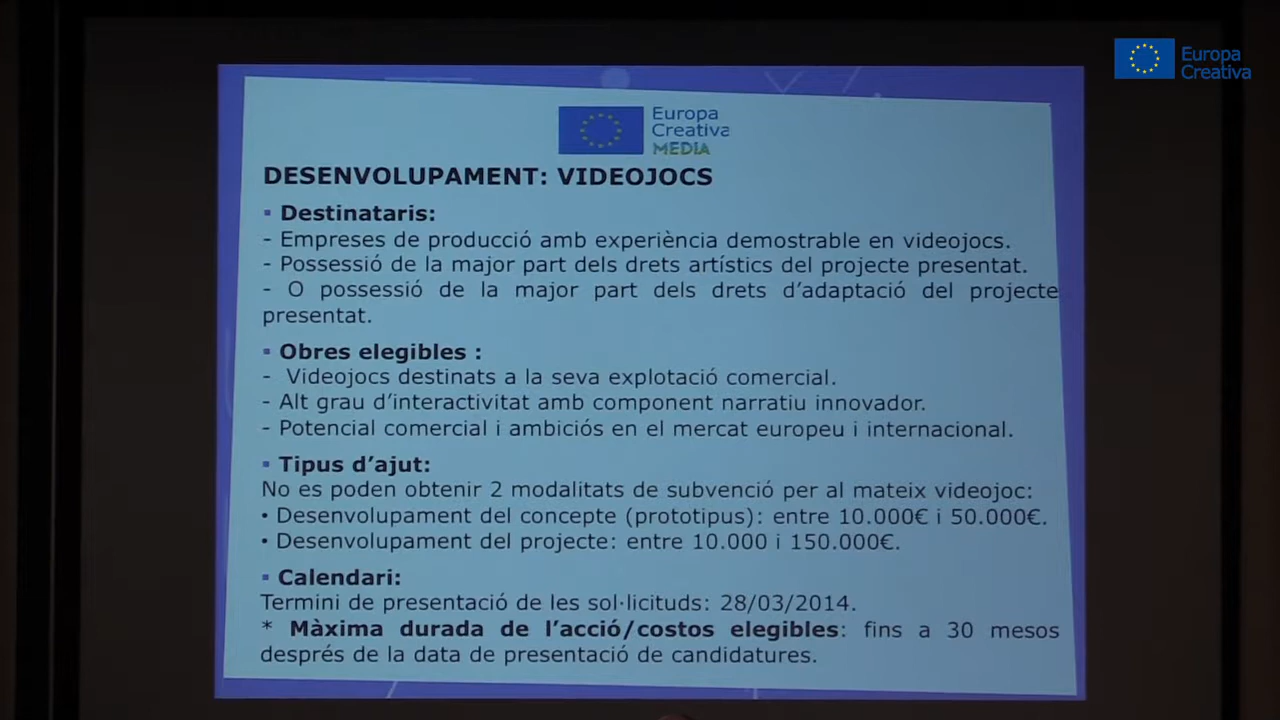 Europa
Creativa
Europa
Creativa
MEDIA
DESENVOLUPAMENT: VIDEOJOCS
▪ Destinataris:
- Empreses de producció amb experiència demostrable en videojocs.
- Possessió de la major part dels drets artístics del projecte presentat.
- O possessió de la major part dels drets d’adaptació del projecte
presentat.
▪ Obres elegibles :
- Videojocs destinats a la seva explotació comercial.
- Alt grau d’interactivitat amb component narratiu innovador.
- Potencial comercial i ambiciós en el mercat europeu i internacional.
▪ Tipus d’ajut:
No es poden obtenir 2 modalitats de subvenció per al mateix videojoc:
• Desenvolupament del concepte (prototipus): entre 10.000€ i 50.000€.
• Desenvolupament del projecte: entre 10.000 i 150.000€.
▪ Calendari:
Termini de presentació de les sol·licituds: 28/03/2014.
* Màxima durada de l’acció/costos elegibles: fins a 30 mesos
després de la data de presentació de candidatures.